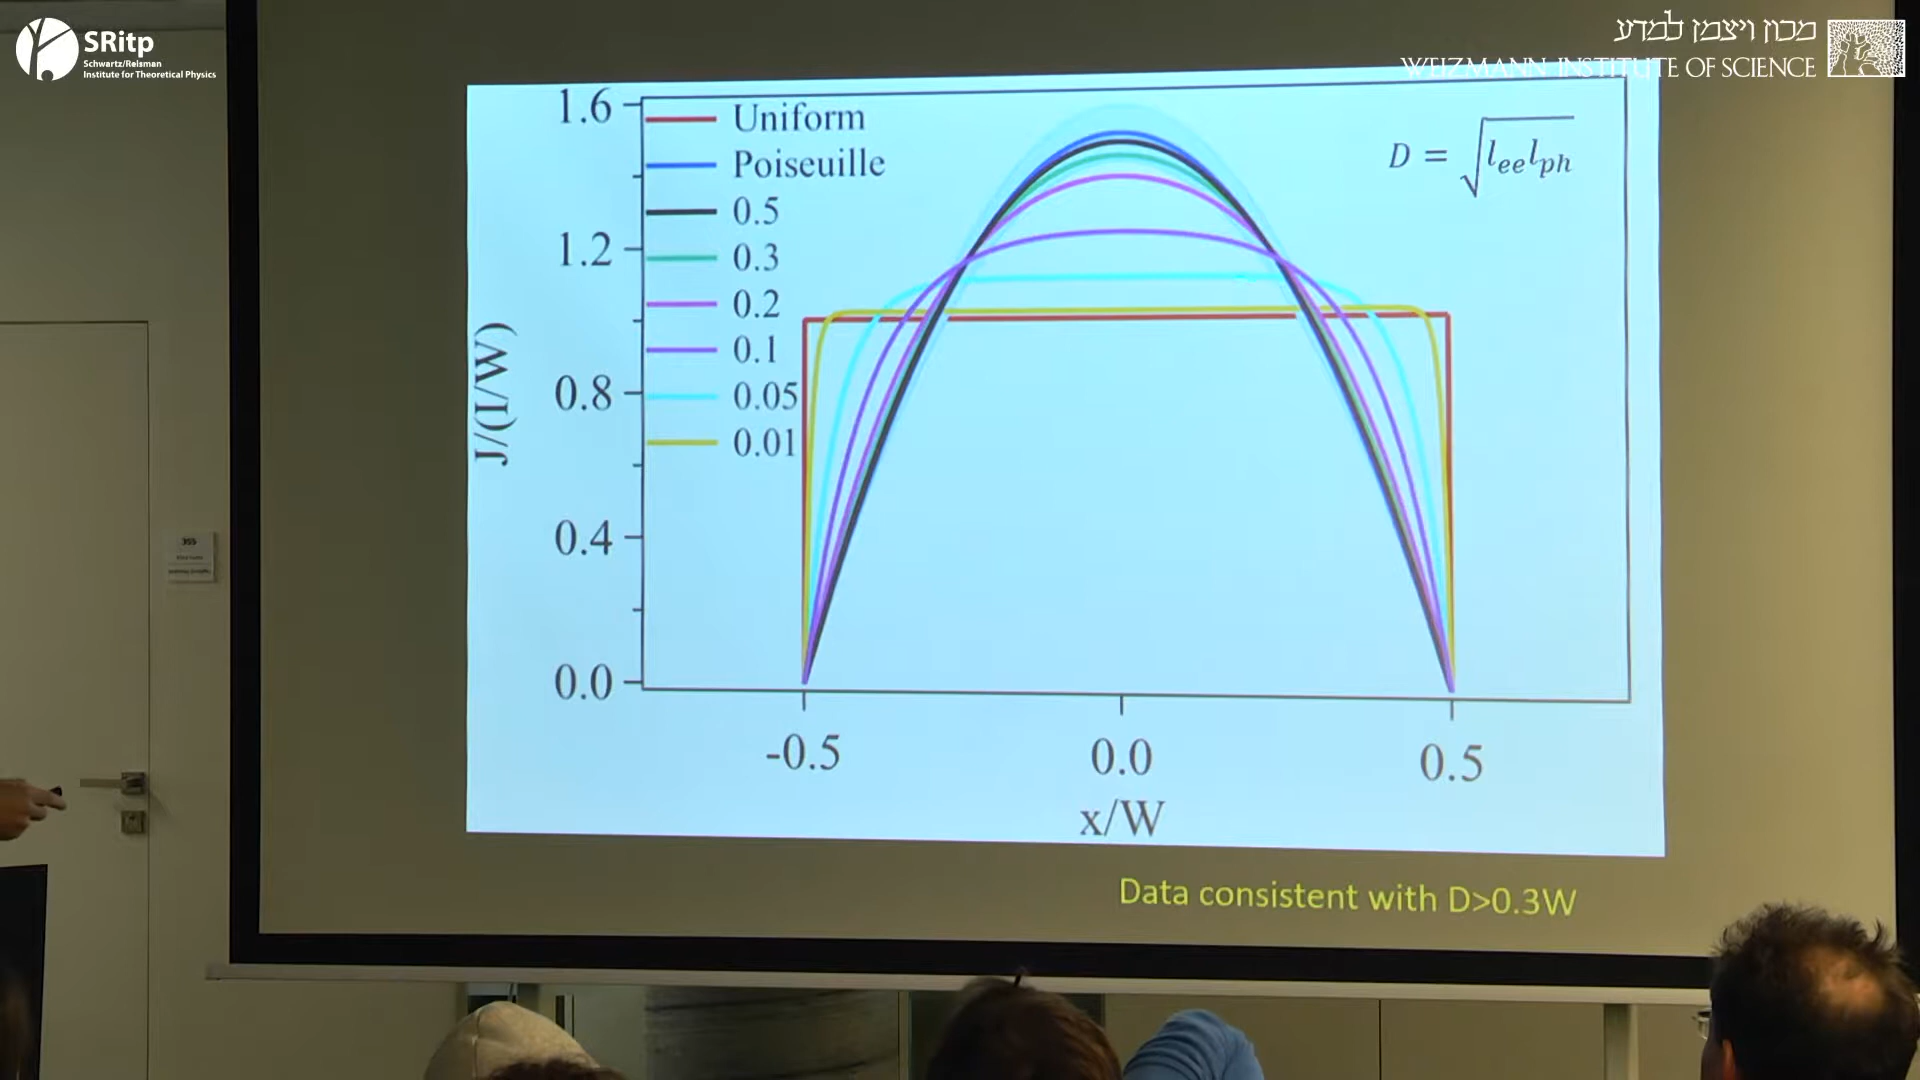 SRitp
Schwartz/Reisman
Institute for Theoretical Physics
מכון ויצמן למדע
WEIZMANN INSTITUTE OF SCIENCE
1.6
1.2
0.8
0.4
0.0
J/(I/W)
Uniform
Poiseuille
0.5
0.3
0.2
0.1
0.05
0.01
D = √l_ee l_ph
-0.5
0.0
0.5
x/W
Data consistent with D>0.3W